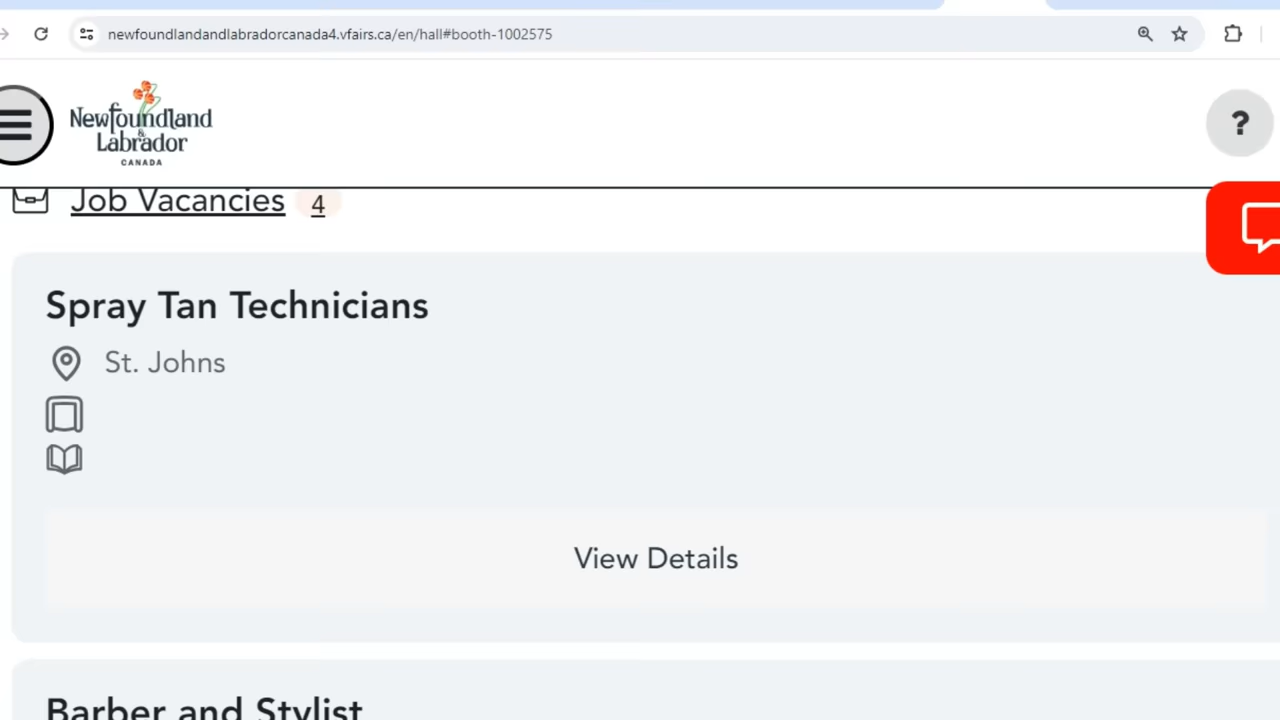 newfoundlandandlabradorcanada4.vfairs.ca/en/hall#booth-1002575
Newfoundland
&
Labrador
CANADA
?
Job Vacancies 4
Spray Tan Technicians
St. Johns
View Details
Barber and Stylist